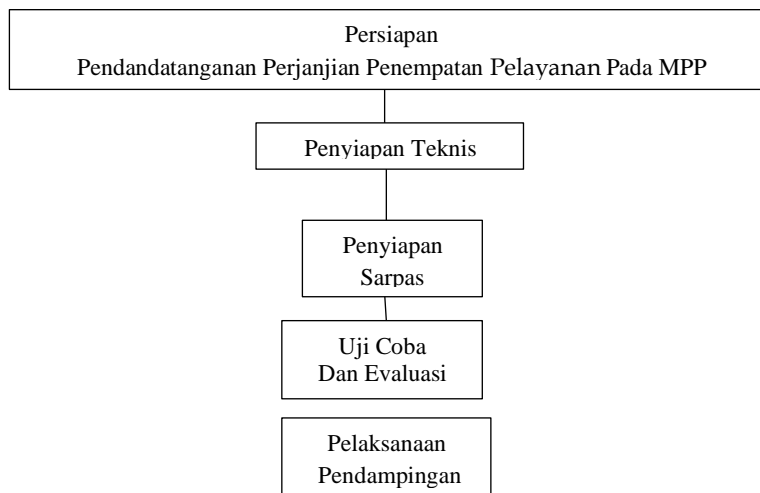 Persiapan
Pendandatanganan Perjanjian Penempatan Pelayanan Pada MPP
Penyiapan Teknis
Penyiapan
Sarpas
Uji Coba
Dan Evaluasi
Pelaksanaan
Pendampingan